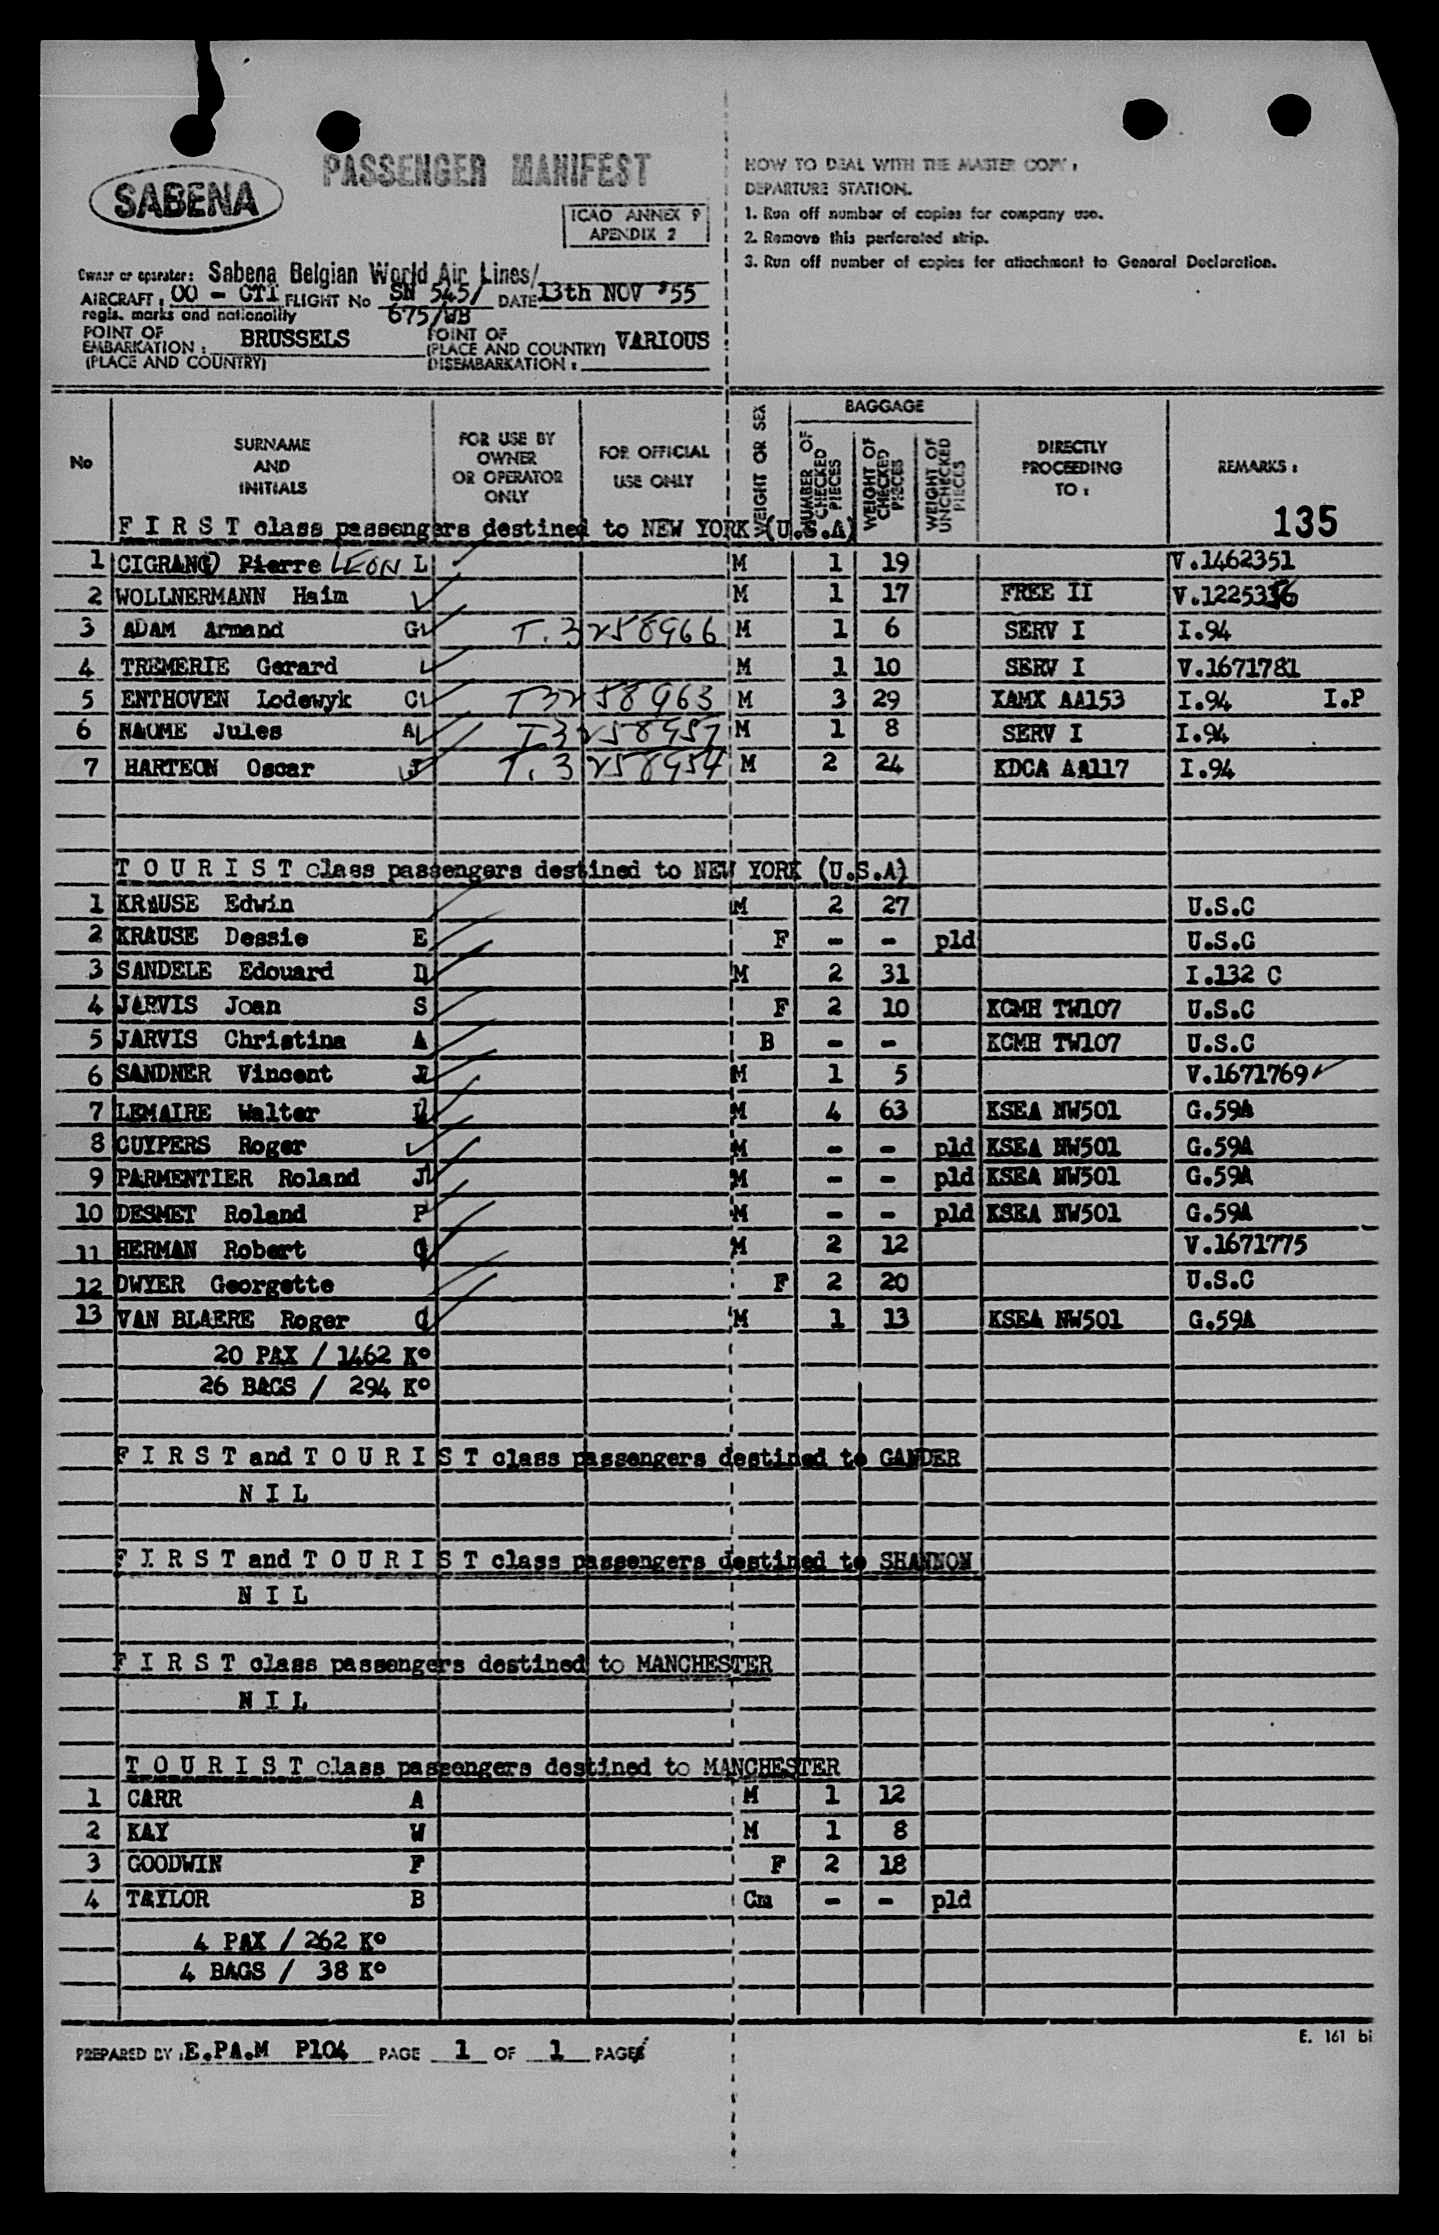 PASSENGER MANIFEST
SABENA
ICAO ANNEX 9
APENDIX 2
HOW TO DEAL WITH THE MASTER COPY :
DEPARTURE STATION.
1. Run off number of copies for company use.
2. Remove this perforated strip.
3. Run off number of copies for attachment to General Declaration.
Owner or operator: Sabena Belgian World Air Lines/
AIRCRAFT : OO - CTI FLIGHT No SN 545/ DATE 13th NOV '55
regis. marks and nationality 675/WB
POINT OF EMBARKATION : BRUSSELS
(PLACE AND COUNTRY)
POINT OF (PLACE AND COUNTRY) DISEMBARKATION : VARIOUS
No SURNAME AND INITIALS FOR USE BY OWNER OR OPERATOR ONLY FOR OFFICIAL USE ONLY WEIGHT OR SEX BAGGAGE NUMBER OF CHECKED PIECES WEIGHT OF CHECKED PIECES WEIGHT OF UNCHECKED PIECES DIRECTLY PROCEEDING TO : REMARKS :
135
F I R S T class passengers destined to NEW YORK (U.S.A)
1 CIGRANG Pierre LEON L M 1 19 V.1462351
2 WOLLNERMANN Haim M 1 17 FREE II V.1225336
3 ADAM Armand G T.3258966 M 1 6 SERV I I.94
4 TREMERIE Gerard M 1 10 SERV I V.1671781
5 ENTHOVEN Lodewyk C T3258963 M 3 29 XAMX AA153 I.94 I.P
6 NAOME Jules A T3258957 M 1 8 SERV I I.94
7 HARTEON Oscar J T.3258954 M 2 24 KDCA AA117 I.94
T O U R I S T class passengers destined to NEW YORK (U.S.A)
1 KRAUSE Edwin M 2 27 U.S.C
2 KRAUSE Dessie E F - - pld U.S.C
3 SANDELE Edouard D M 2 31 I.132 C
4 JARVIS Joan S F 2 10 KCMH TW107 U.S.C
5 JARVIS Christina A B - - KCMH TW107 U.S.C
6 SANDNER Vincent M 1 5 V.1671769
7 LEMAIRE Walter M 4 63 KSEA NW501 G.59A
8 CUYPERS Roger M - - pld KSEA NW501 G.59A
9 PARMENTIER Roland J M - - pld KSEA NW501 G.59A
10 DESMET Roland P M - - pld KSEA NW501 G.59A
11 HERMAN Robert G M 2 12 V.1671775
12 DWYER Georgette F 2 20 U.S.C
13 VAN BLAERE Roger C M 1 13 KSEA NW501 G.59A
20 PAX / 1462 Kº
26 BAGS / 294 Kº
F I R S T and T O U R I S T class passengers destined to GANDER
N I L
F I R S T and T O U R I S T class passengers destined to SHANNON
N I L
F I R S T class passengers destined to MANCHESTER
N I L
T O U R I S T class passengers destined to MANCHESTER
1 CARR A M 1 12
2 KAY W M 1 8
3 GOODWIN F F 2 18
4 TAYLOR B Cm - - pld
4 PAX / 262 Kº
4 BAGS / 38 Kº
E. 161 bi
PREPARED BY : E.PA.M P104 PAGE 1 OF 1 PAGES